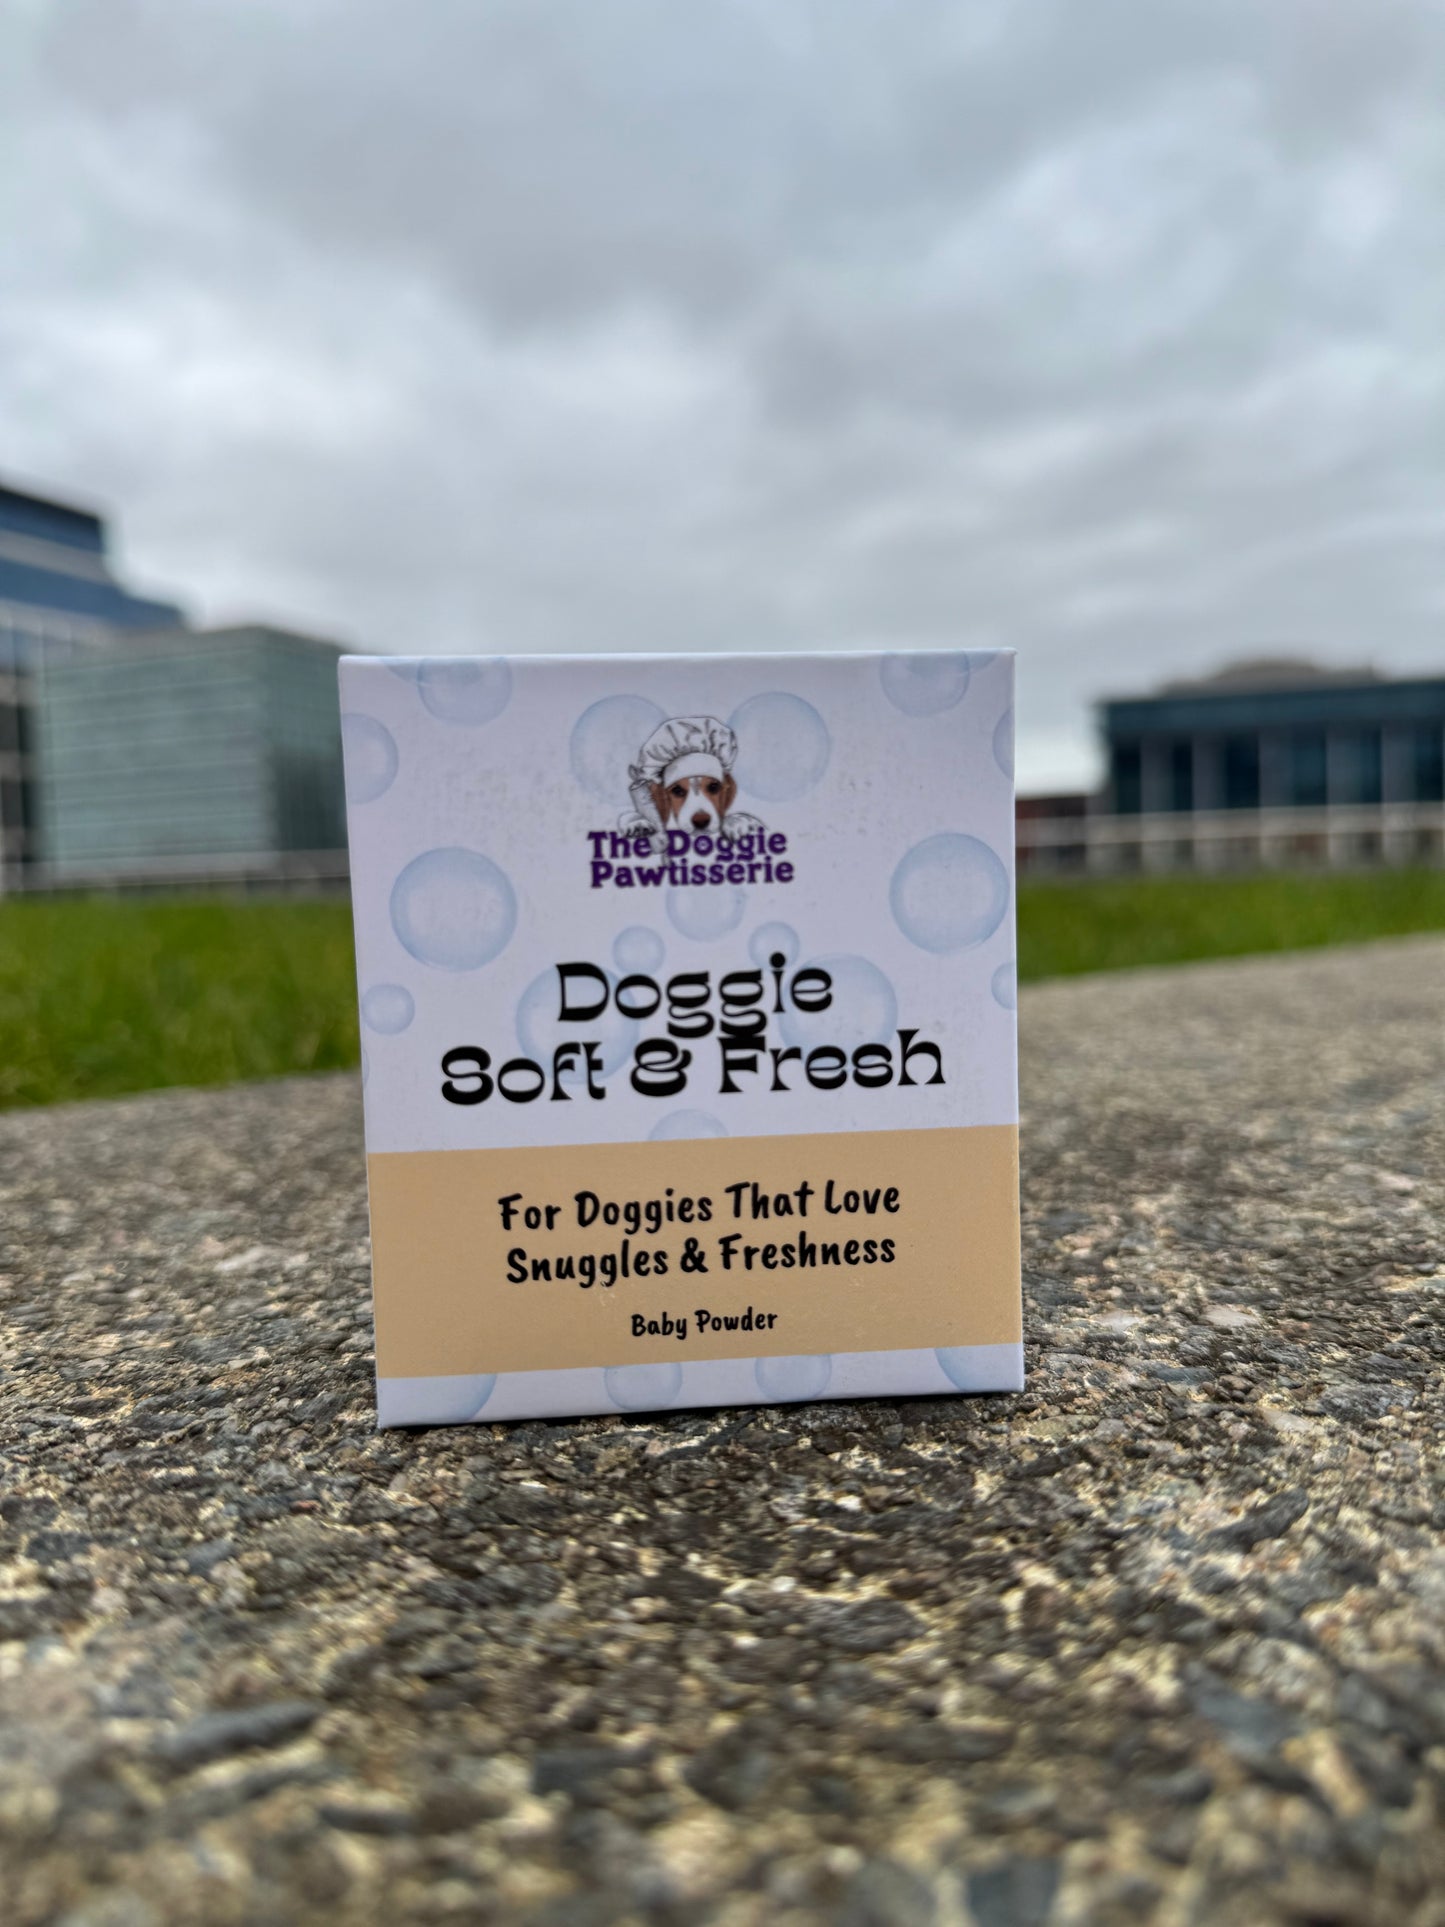 The Doggie
Pawtisserie
Doggie
Soft & Fresh
For Doggies That Love
Snuggles & Freshness
Baby Powder